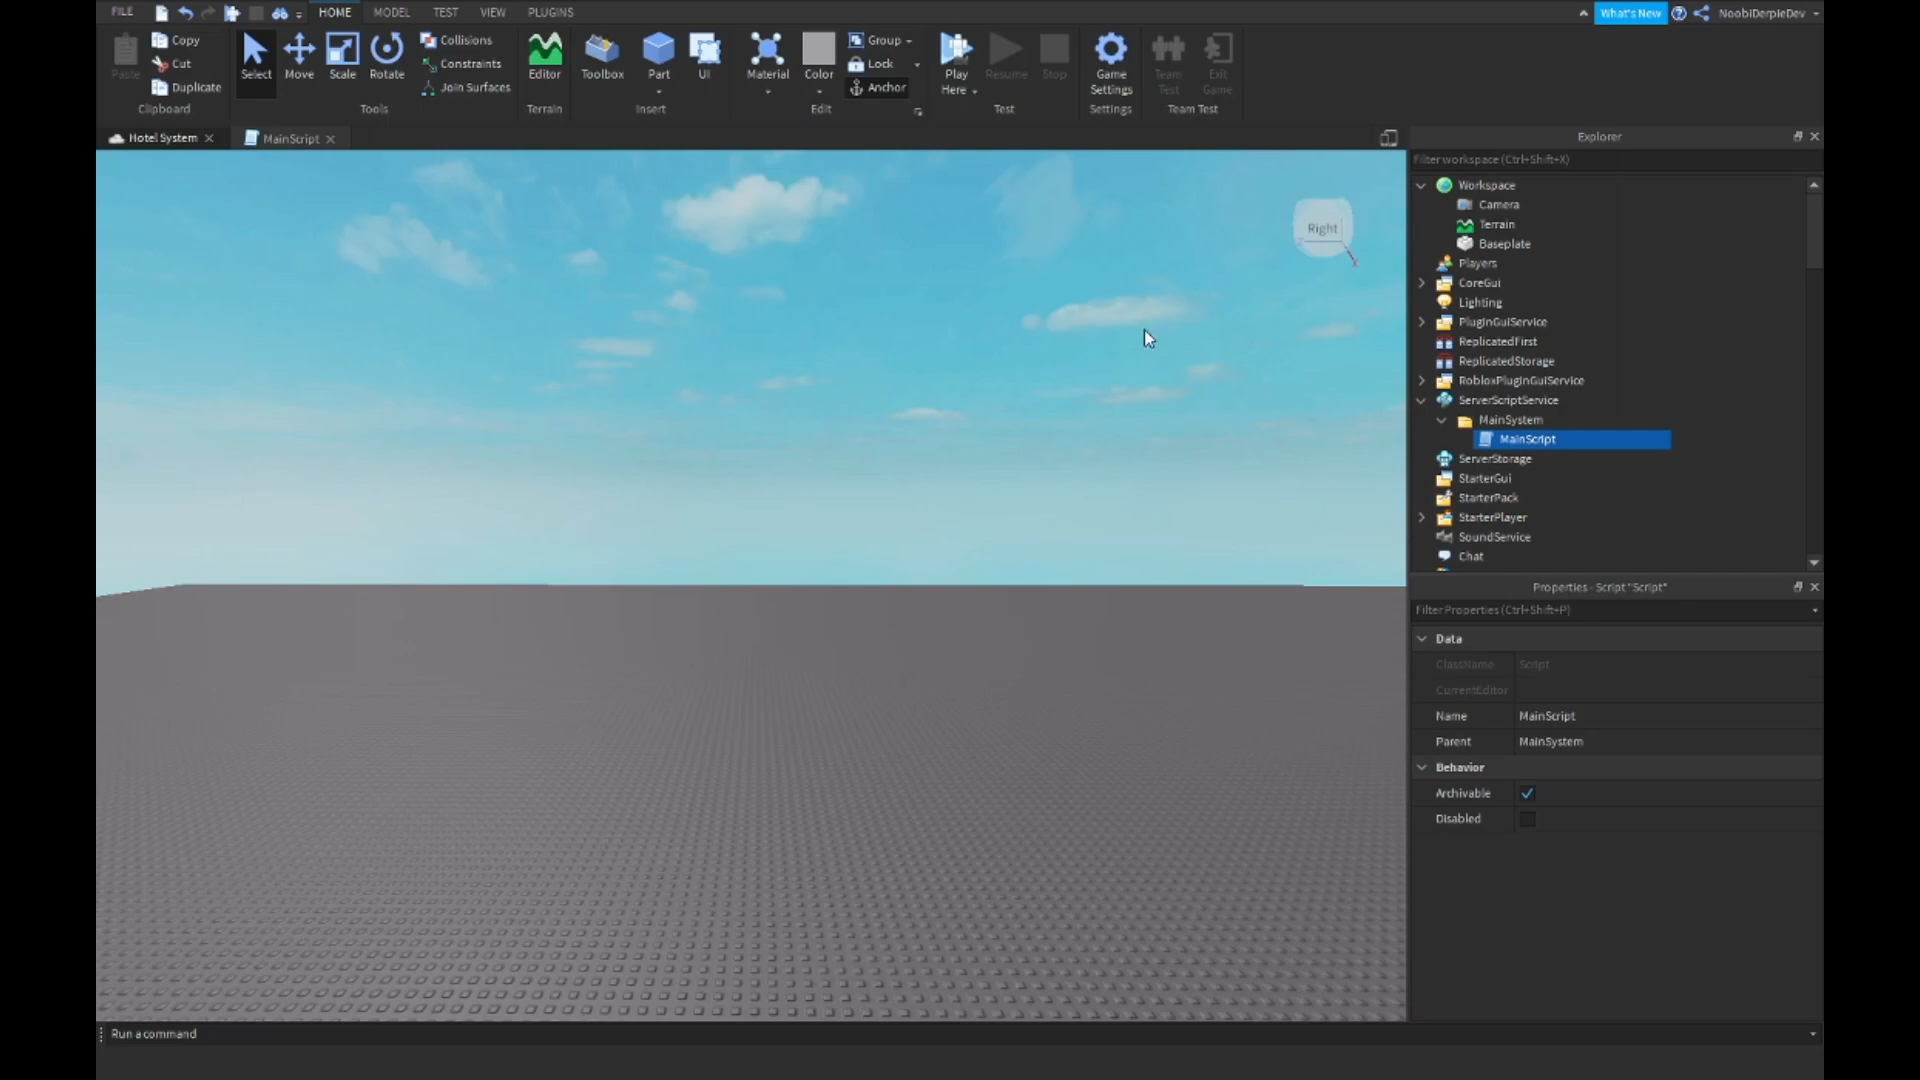 FILE HOME MODEL TEST VIEW PLUGINS What's New NoobiDerpieDev
Paste Copy
Cut
Duplicate
Clipboard
Select Move Scale Rotate
Collisions
Constraints
Join Surfaces
Tools
Editor
Terrain
Toolbox Part UI
Insert
Material Color
Group
Lock
Anchor
Edit
Play
Here
Resume Stop
Test
Game
Settings
Settings
Team
Test
Exit
Game
Team Test
Hotel System MainScript
Right
Explorer
Filter workspace (Ctrl+Shift+X)
Workspace
Camera
Terrain
Baseplate
Players
CoreGui
Lighting
PluginGuiService
ReplicatedFirst
ReplicatedStorage
RobloxPluginGuiService
ServerScriptService
MainSystem
MainScript
ServerStorage
StarterGui
StarterPack
StarterPlayer
SoundService
Chat
Properties - Script "Script"
Filter Properties (Ctrl+Shift+P)
Data
ClassName Script
CurrentEditor
Name MainScript
Parent MainSystem
Behavior
Archivable
Disabled
Run a command